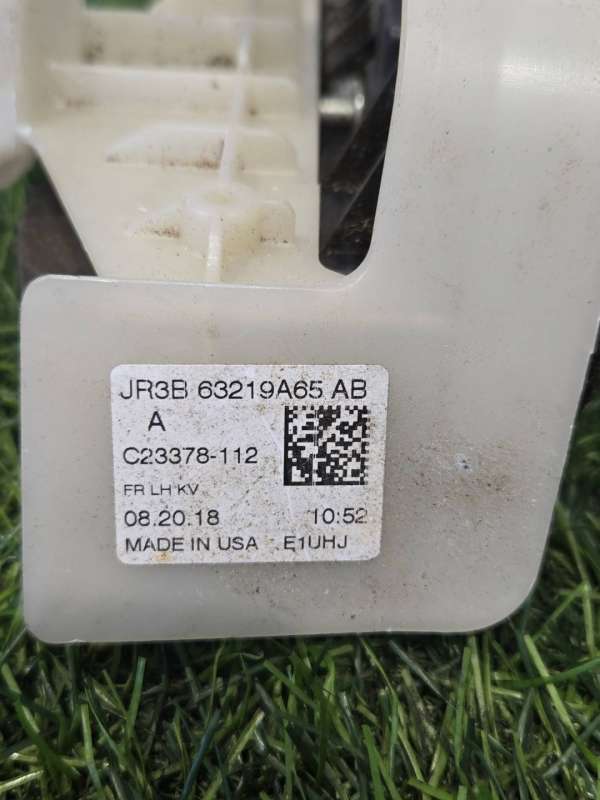 JR3B 63219A65 AB
A
C23378-112
FR LH KV
08.20.18 10:52
MADE IN USA E1UHJ